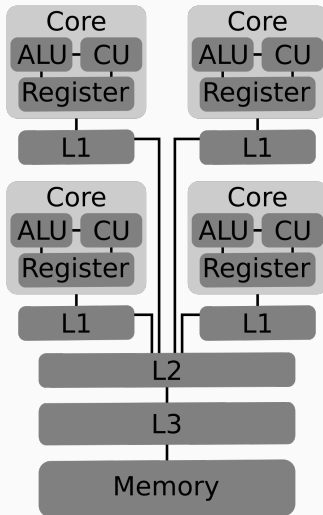 Core
ALU CU
Register
L1
Core
ALU CU
Register
L1
Core
ALU CU
Register
L1
Core
ALU CU
Register
L1
L2
L3
Memory